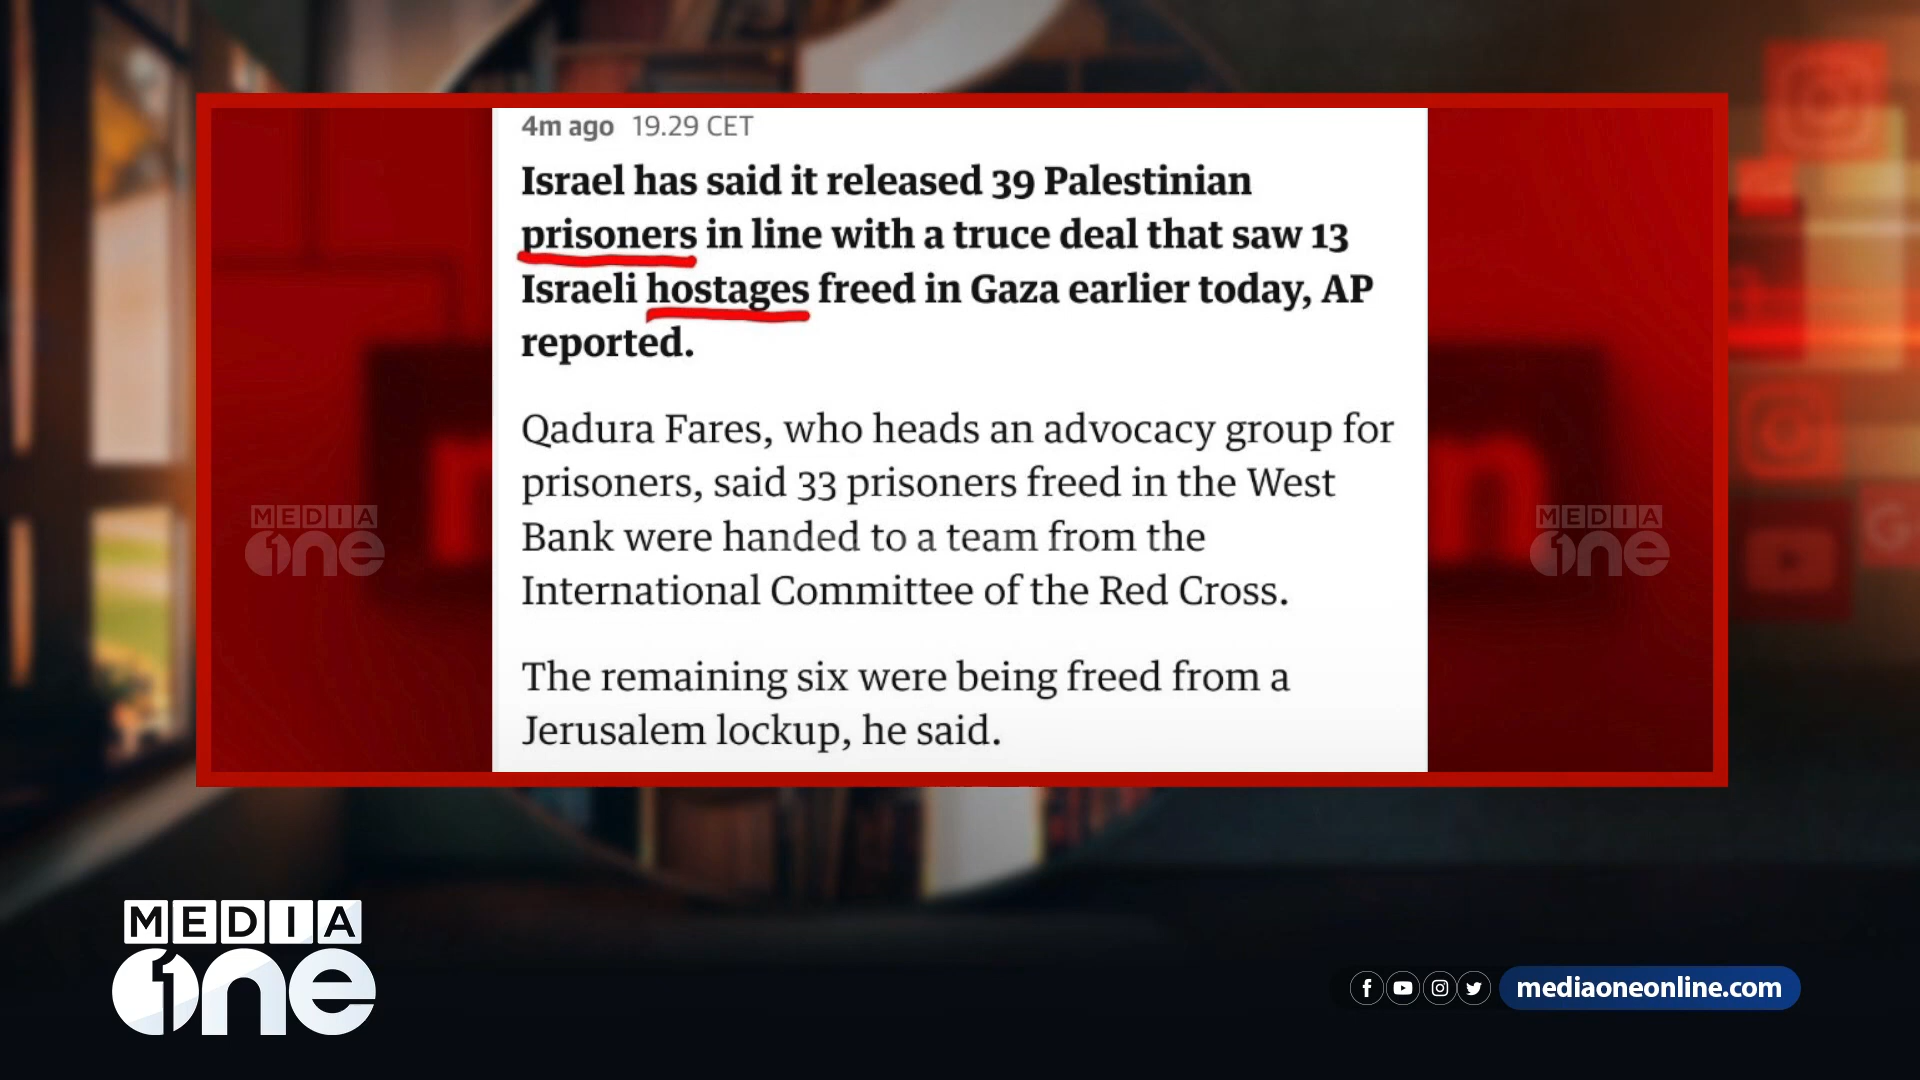 4m ago 19.29 CET
Israel has said it released 39 Palestinian
prisoners in line with a truce deal that saw 13
Israeli hostages freed in Gaza earlier today, AP
reported.
Qadura Fares, who heads an advocacy group for
prisoners, said 33 prisoners freed in the West
Bank were handed to a team from the
International Committee of the Red Cross.
The remaining six were being freed from a
Jerusalem lockup, he said.
MEDIA
one
MEDIA
one
n
MEDIA
one
mediaoneonline.com